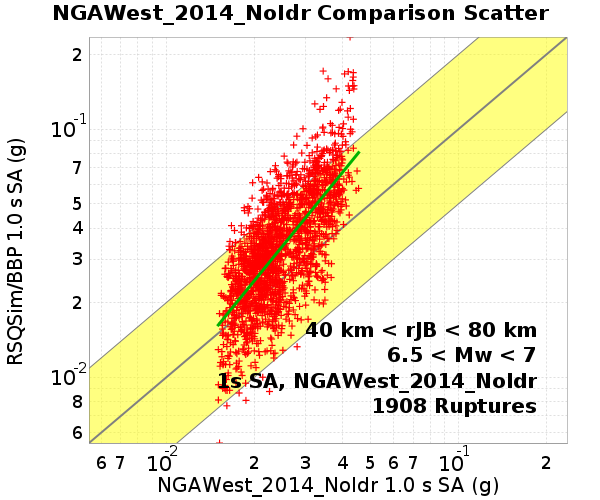 NGAWest_2014_NoIdr Comparison Scatter
2
10-1
7
5
4
3
2
10-2
8
6
RSQSim/BBP 1.0 s SA (g)
40 km < rJB < 80 km
6.5 < Mw < 7
1s SA, NGAWest_2014_NoIdr
1908 Ruptures
6 7 10-2 2 3 4 5 6 7 10-1 2
NGAWest_2014_NoIdr 1.0 s SA (g)